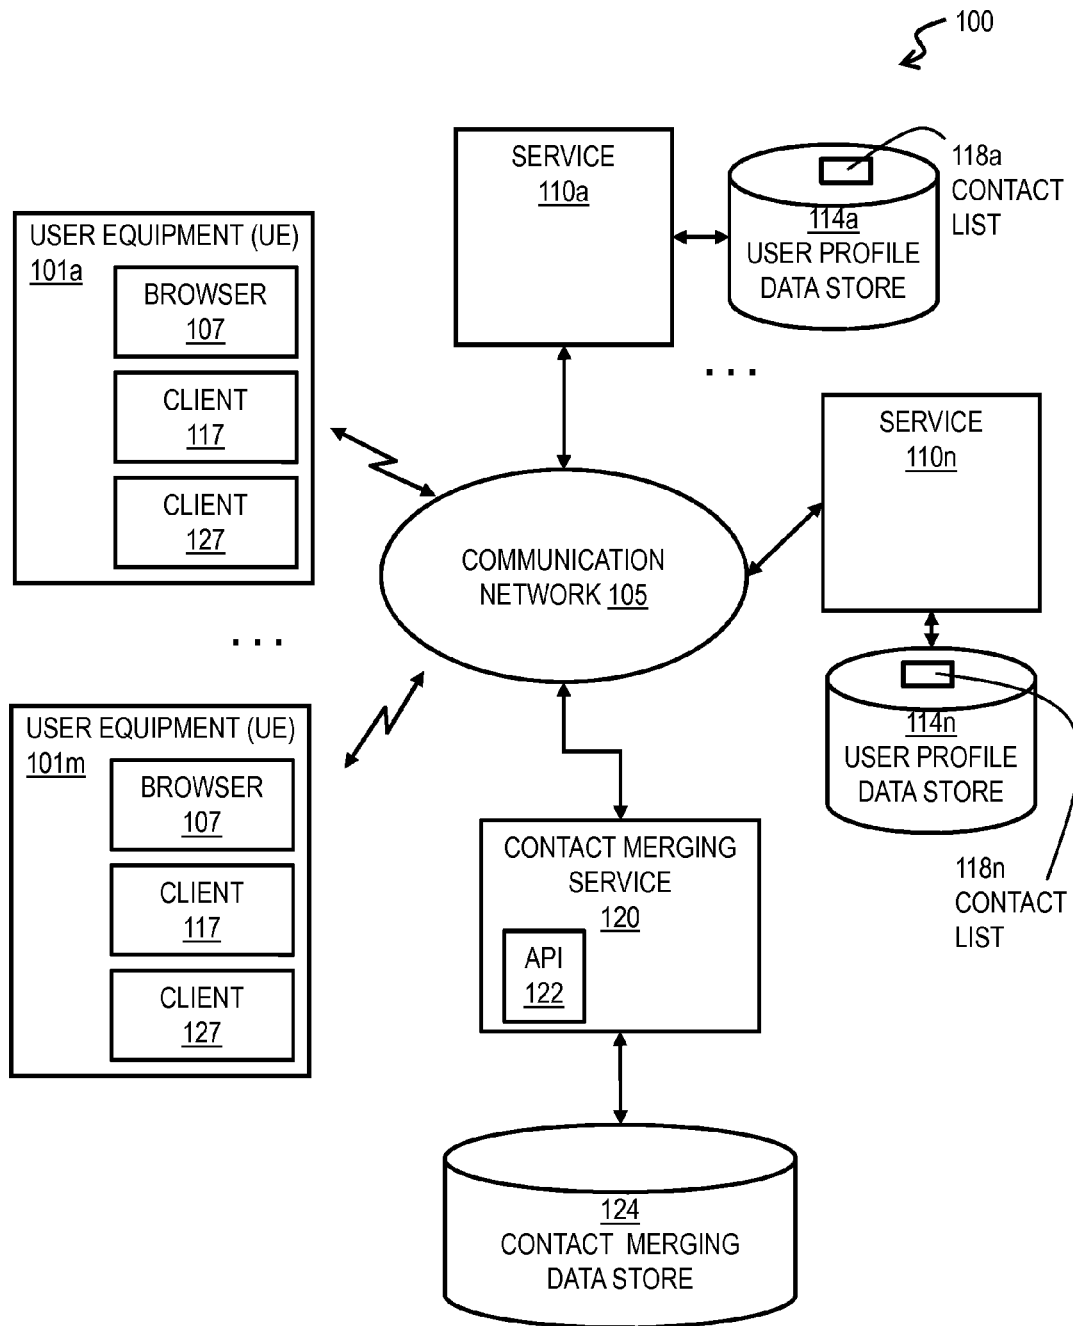 100
SERVICE
110a
118a
CONTACT
LIST
114a
USER PROFILE
DATA STORE
USER EQUIPMENT (UE)
101a
BROWSER
107
CLIENT
117
CLIENT
127
. . .
SERVICE
110n
COMMUNICATION
NETWORK 105
. . .
114n
USER PROFILE
DATA STORE
USER EQUIPMENT (UE)
101m
BROWSER
107
CLIENT
117
CLIENT
127
CONTACT MERGING
SERVICE
120
API
122
118n
CONTACT
LIST
124
CONTACT MERGING
DATA STORE